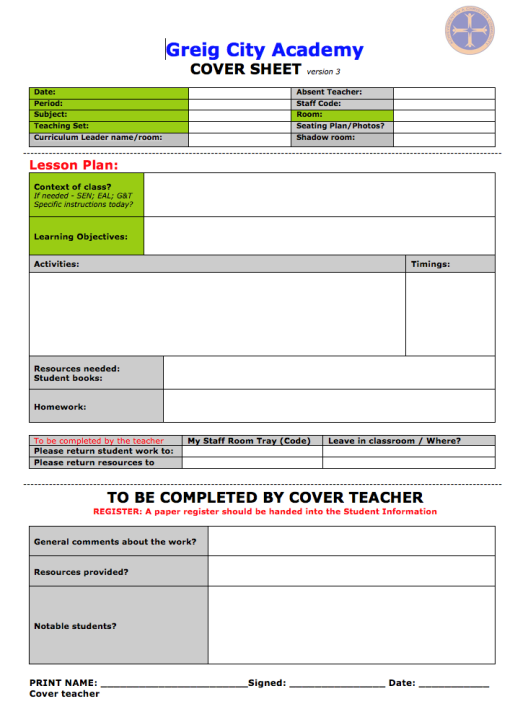 Greig City Academy
COVER SHEET version 3
Date: Absent Teacher:
Period: Staff Code:
Subject: Room:
Teaching Set: Seating Plan/Photos?
Curriculum Leader name/room: Shadow room:
Lesson Plan:
Context of class?
If needed - SEN; EAL; G&T
Specific instructions today?
Learning Objectives:
Activities: Timings:
Resources needed:
Student books:
Homework:
To be completed by the teacher My Staff Room Tray (Code) Leave in classroom / Where?
Please return student work to:
Please return resources to
TO BE COMPLETED BY COVER TEACHER
REGISTER: A paper register should be handed into the Student Information
General comments about the work?
Resources provided?
Notable students?
PRINT NAME: _______________________Signed: _______________ Date: ___________
Cover teacher